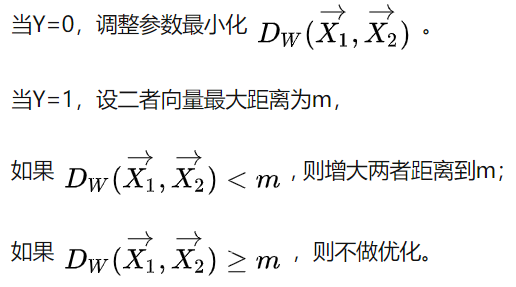 当Y=0，调整参数最小化 $D_W(\overrightarrow{X_1}, \overrightarrow{X_2})$ 。
当Y=1，设二者向量最大距离为m，
如果 $D_W(\overrightarrow{X_1}, \overrightarrow{X_2}) < m$ ，则增大两者距离到m；
如果 $D_W(\overrightarrow{X_1}, \overrightarrow{X_2}) \geq m$ ，则不做优化。